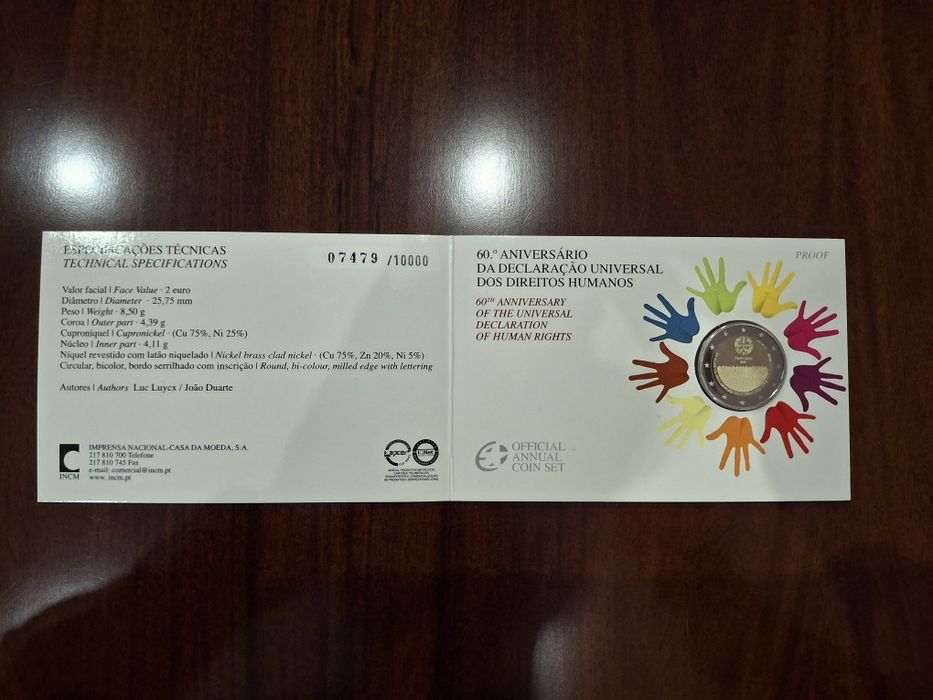 ESPECIFICAÇÕES TÉCNICAS
TECHNICAL SPECIFICATIONS
07479 /10000
Valor facial | Face Value · 2 euro
Diâmetro | Diameter · 25,75 mm
Peso | Weight · 8,50 g
Coroa | Outer part · 4,39 g
Cuproníquel | Cupronickel · (Cu 75%, Ni 25%)
Núcleo | Inner part · 4,11 g
Níquel revestido com latão niquelado | Nickel brass clad nickel · (Cu 75%, Zn 20%, Ni 5%)
Circular, bicolor, bordo serrilhado com inscrição | Round, bi-colour, milled edge with lettering
Autores | Authors Luc Luycx / João Duarte
INCM
IMPRENSA NACIONAL-CASA DA MOEDA, S.A.
217 810 700 Telefone
217 810 745 Fax
e-mail: comercial@incm.pt
www. incm.pt
apcer
IQNet
60.º ANIVERSÁRIO
DA DECLARAÇÃO UNIVERSAL
DOS DIREITOS HUMANOS
60TH ANNIVERSARY
OF THE UNIVERSAL
DECLARATION
OF HUMAN RIGHTS
PROOF
OFFICIAL
ANNUAL
COIN SET